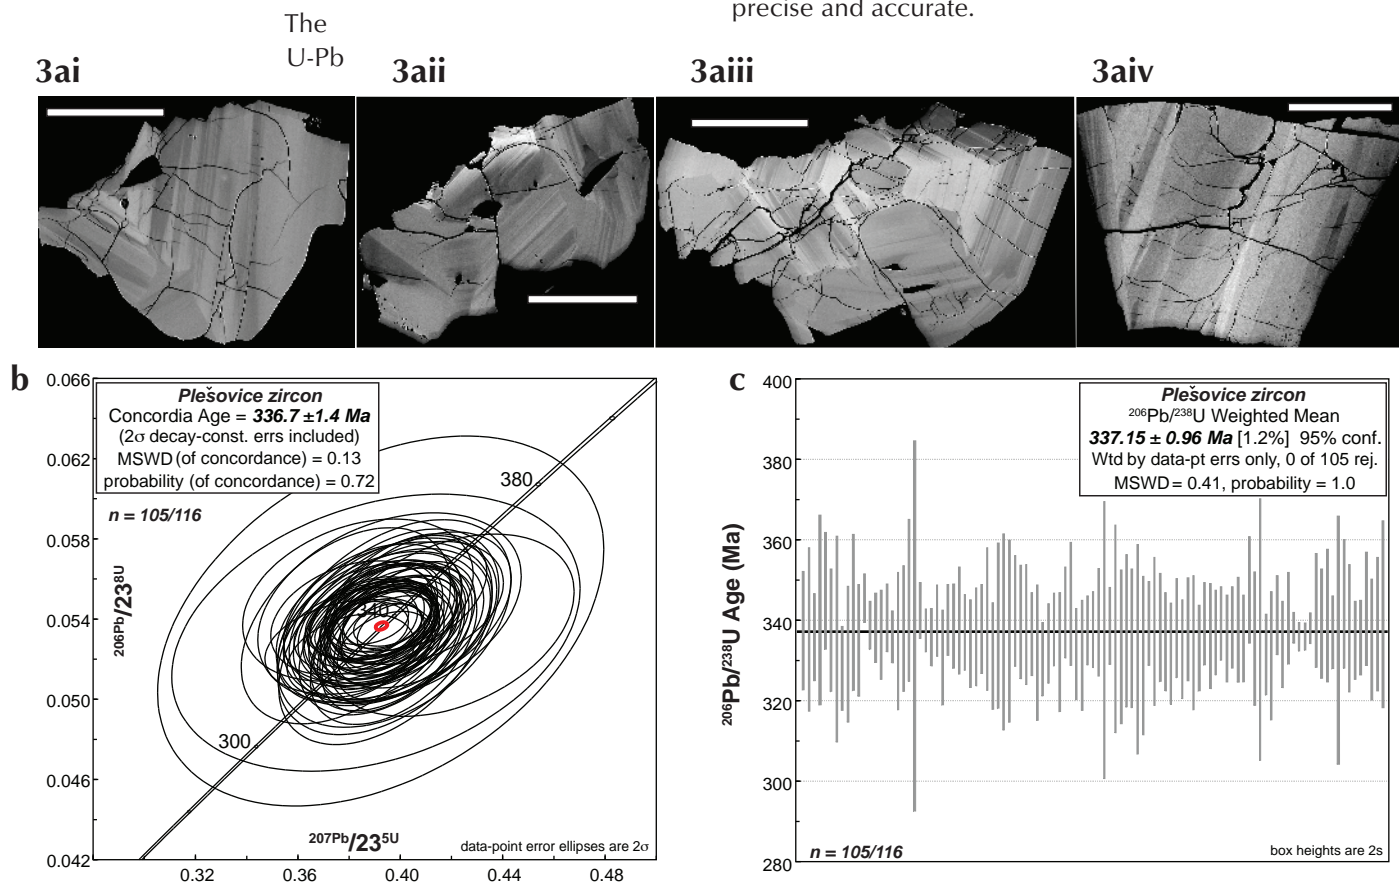 precise and accurate.
The
U-Pb
3ai
3aii
3aiii
3aiv
b
0.066
0.062
0.058
0.054
0.050
0.046
0.042
0.32
0.36
0.40
0.44
0.48
²⁰⁶Pb/23⁸U
²⁰⁷Pb/23⁵U
Plešovice zircon
Concordia Age = 336.7 ±1.4 Ma
(2σ decay-const. errs included)
MSWD (of concordance) = 0.13
probability (of concordance) = 0.72
n = 105/116
380
300
data-point error ellipses are 2σ
c
400
380
360
340
320
300
280
²⁰⁶Pb/²³⁸U Age (Ma)
Plešovice zircon
²⁰⁶Pb/²³⁸U Weighted Mean
337.15 ± 0.96 Ma [1.2%] 95% conf.
Wtd by data-pt errs only, 0 of 105 rej.
MSWD = 0.41, probability = 1.0
n = 105/116
box heights are 2s